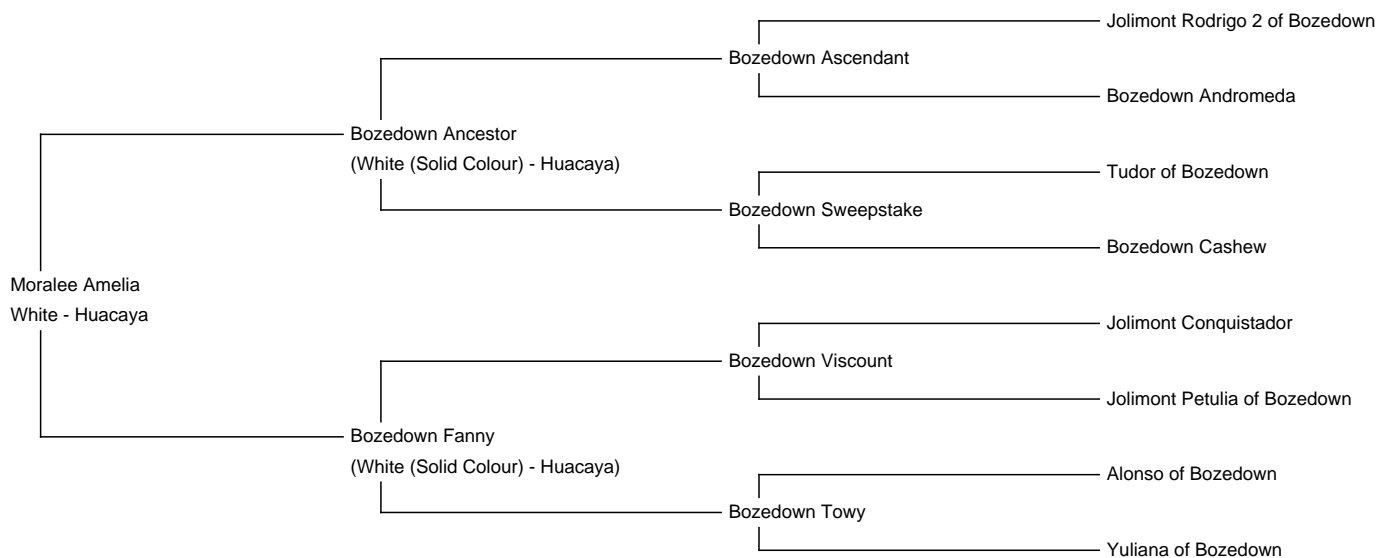 Jolimont Rodrigo 2 of Bozedown
Bozedown Ascendant
Bozedown Andromeda
Bozedown Ancestor
(White (Solid Colour) - Huacaya)
Tudor of Bozedown
Bozedown Sweepstake
Bozedown Cashew
Moralee Amelia
White - Huacaya
Jolimont Conquistador
Bozedown Viscount
Jolimont Petulia of Bozedown
Bozedown Fanny
(White (Solid Colour) - Huacaya)
Alonso of Bozedown
Bozedown Towy
Yuliana of Bozedown